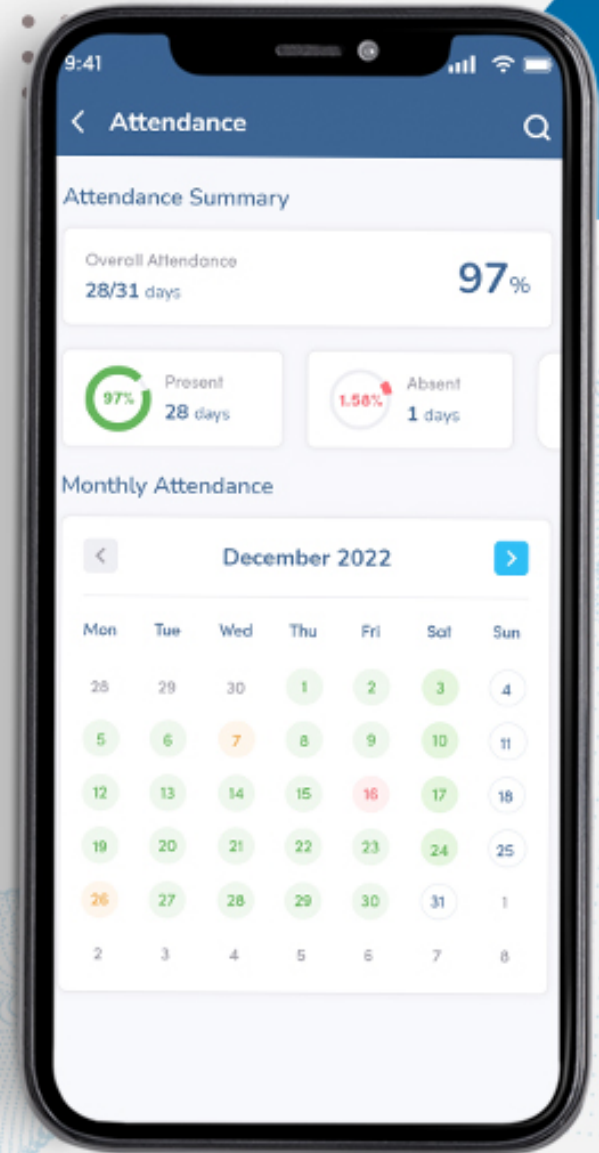 9:41
Attendance
Attendance Summary
Overall Attendance
28/31 days
97%
97%
Present
28 days
1.58%
Absent
1 days
Monthly Attendance
December 2022
Mon Tue Wed Thu Fri Sat Sun
28 29 30 1 2 3 4
5 6 7 8 9 10 11
12 13 14 15 16 17 18
19 20 21 22 23 24 25
26 27 28 29 30 31 1
2 3 4 5 6 7 8